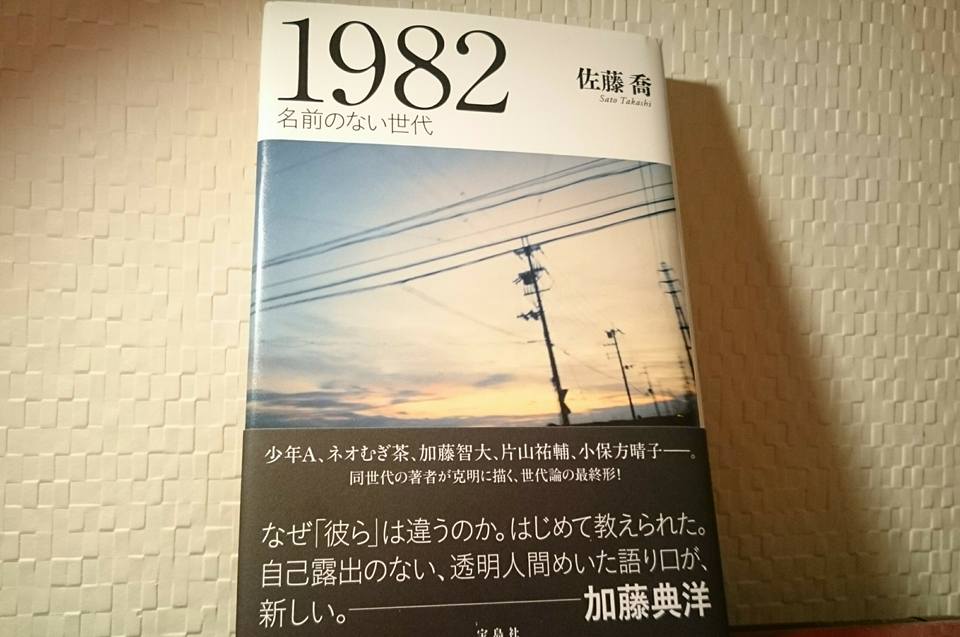 1982
名前のない世代
佐藤 喬
Sato Takashi
少年A、ネオむぎ茶、加藤智大、片山祐輔、小保方晴子――。
同世代の著者が克明に描く、世代論の最終形！
なぜ「彼ら」は違うのか。はじめて教えられた。
自己露出のない、透明人間めいた語り口が、
新しい。――――――加藤典洋
宝島社